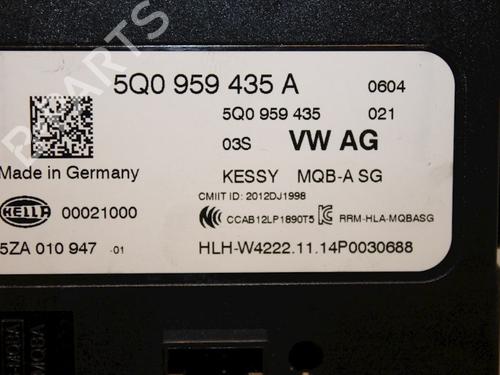 5Q0 959 435 A 0604
5Q0 959 435 021
03S VW AG
Made in Germany KESSY MQB-A SG
CMIIT ID: 2012DJ1998
HELLA 00021000 CCAB12LP1890T5 RRM-HLA-MQBASG
5ZA 010 947 -01 HLH-W4222.11.14P0030688
PARTS